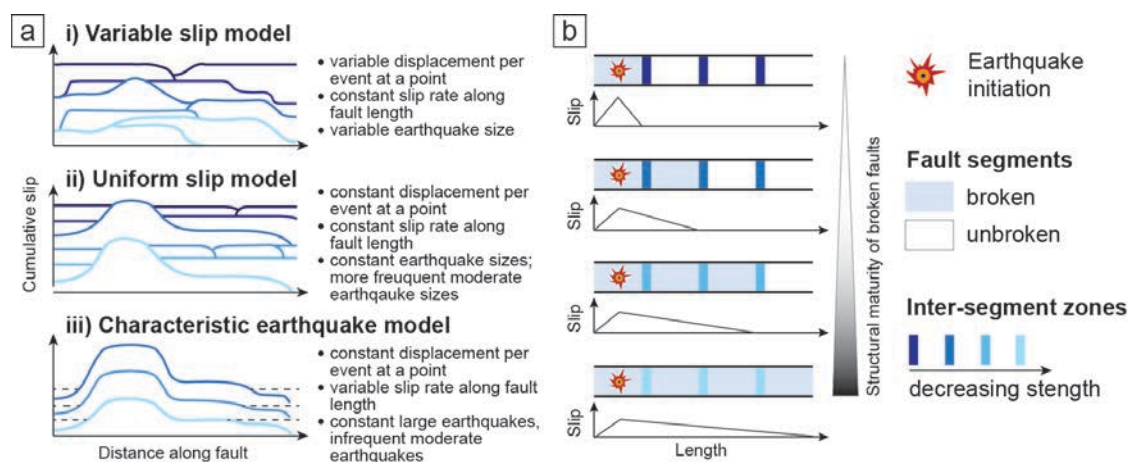 a
i) Variable slip model
• variable displacement per
event at a point
• constant slip rate along
fault length
• variable earthquake size
ii) Uniform slip model
• constant displacement per
event at a point
• constant slip rate along
fault length
• constant earthquake sizes;
more freuquent moderate
earthqauke sizes
iii) Characteristic earthquake model
• constant displacement per
event at a point
• variable slip rate along fault
length
• constant large earthquakes,
infrequent moderate
earthquakes
Cumulative slip
Distance along fault
b
Slip
Slip
Slip
Slip
Length
Structural maturity of broken faults
Earthquake
initiation
Fault segments
broken
unbroken
Inter-segment zones
decreasing stength